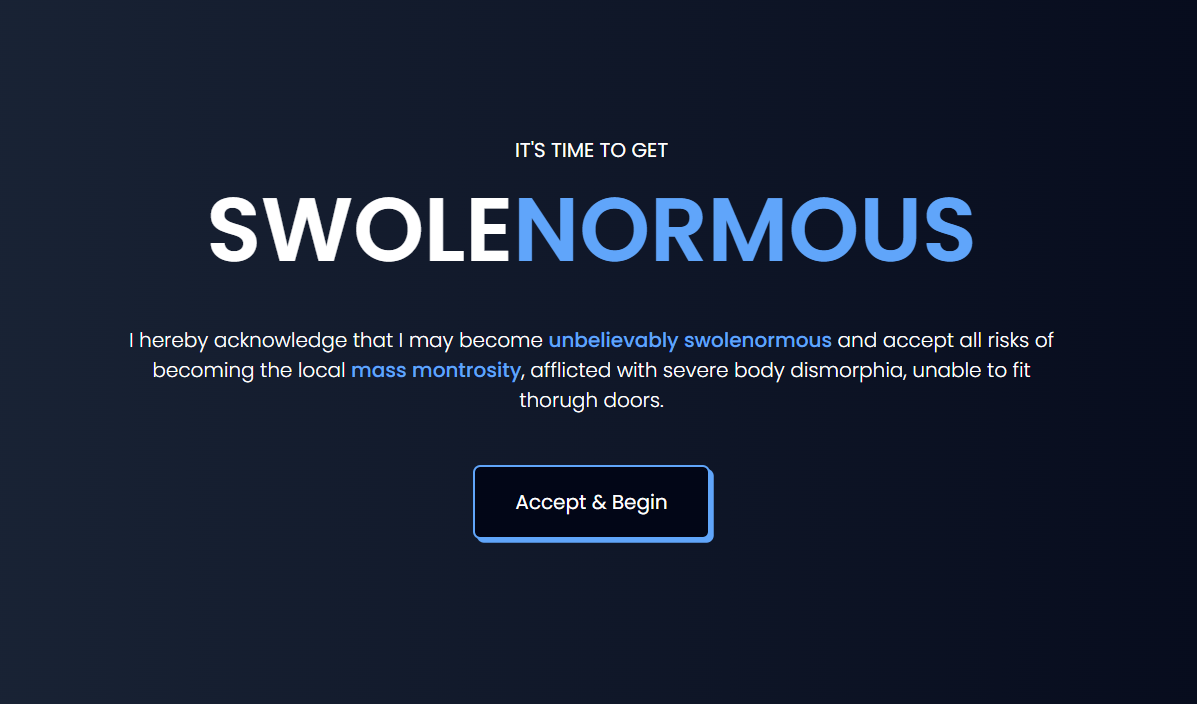 IT'S TIME TO GET
SWOLENORMOUS
I hereby acknowledge that I may become unbelievably swolenormous and accept all risks of
becoming the local mass montrosity, afflicted with severe body dismorphia, unable to fit
thorugh doors.
Accept & Begin